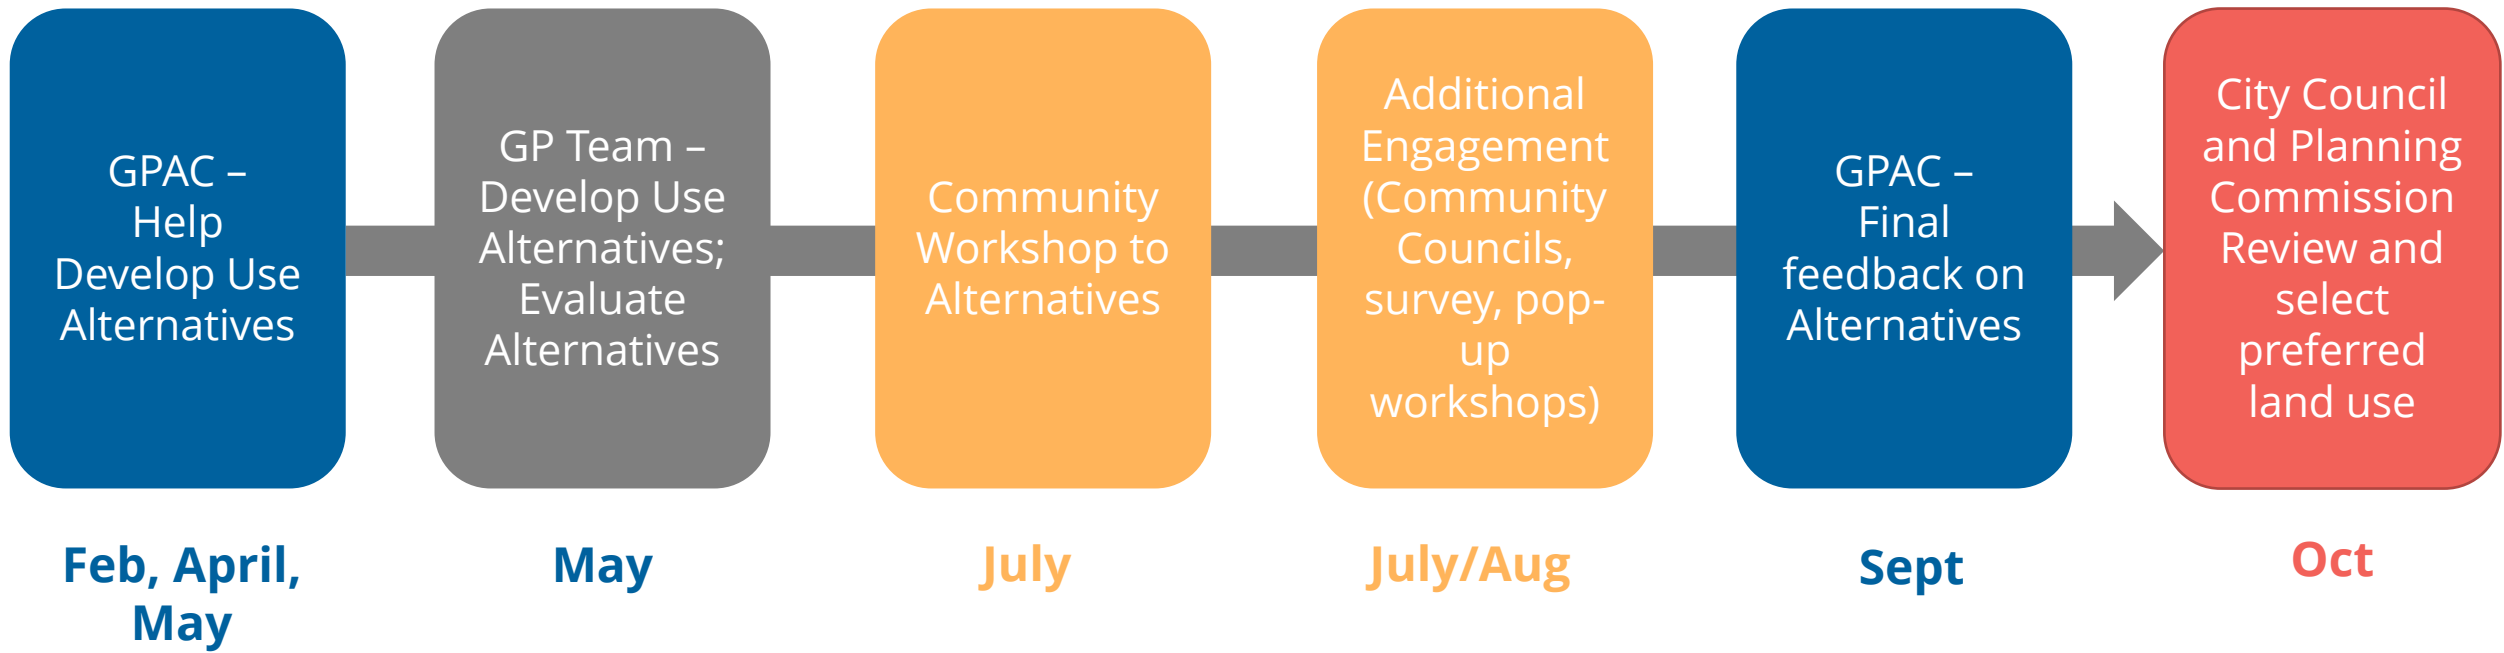 GPAC –
Help
Develop Use
Alternatives
GP Team –
Develop Use
Alternatives;
Evaluate
Alternatives
Community
Workshop to
Alternatives
Additional
Engagement
(Community
Councils,
survey, pop-
up
workshops)
GPAC –
Final
feedback on
Alternatives
City Council
and Planning
Commission
Review and
select
preferred
land use
Feb, April,
May
May
July
July/Aug
Sept
Oct